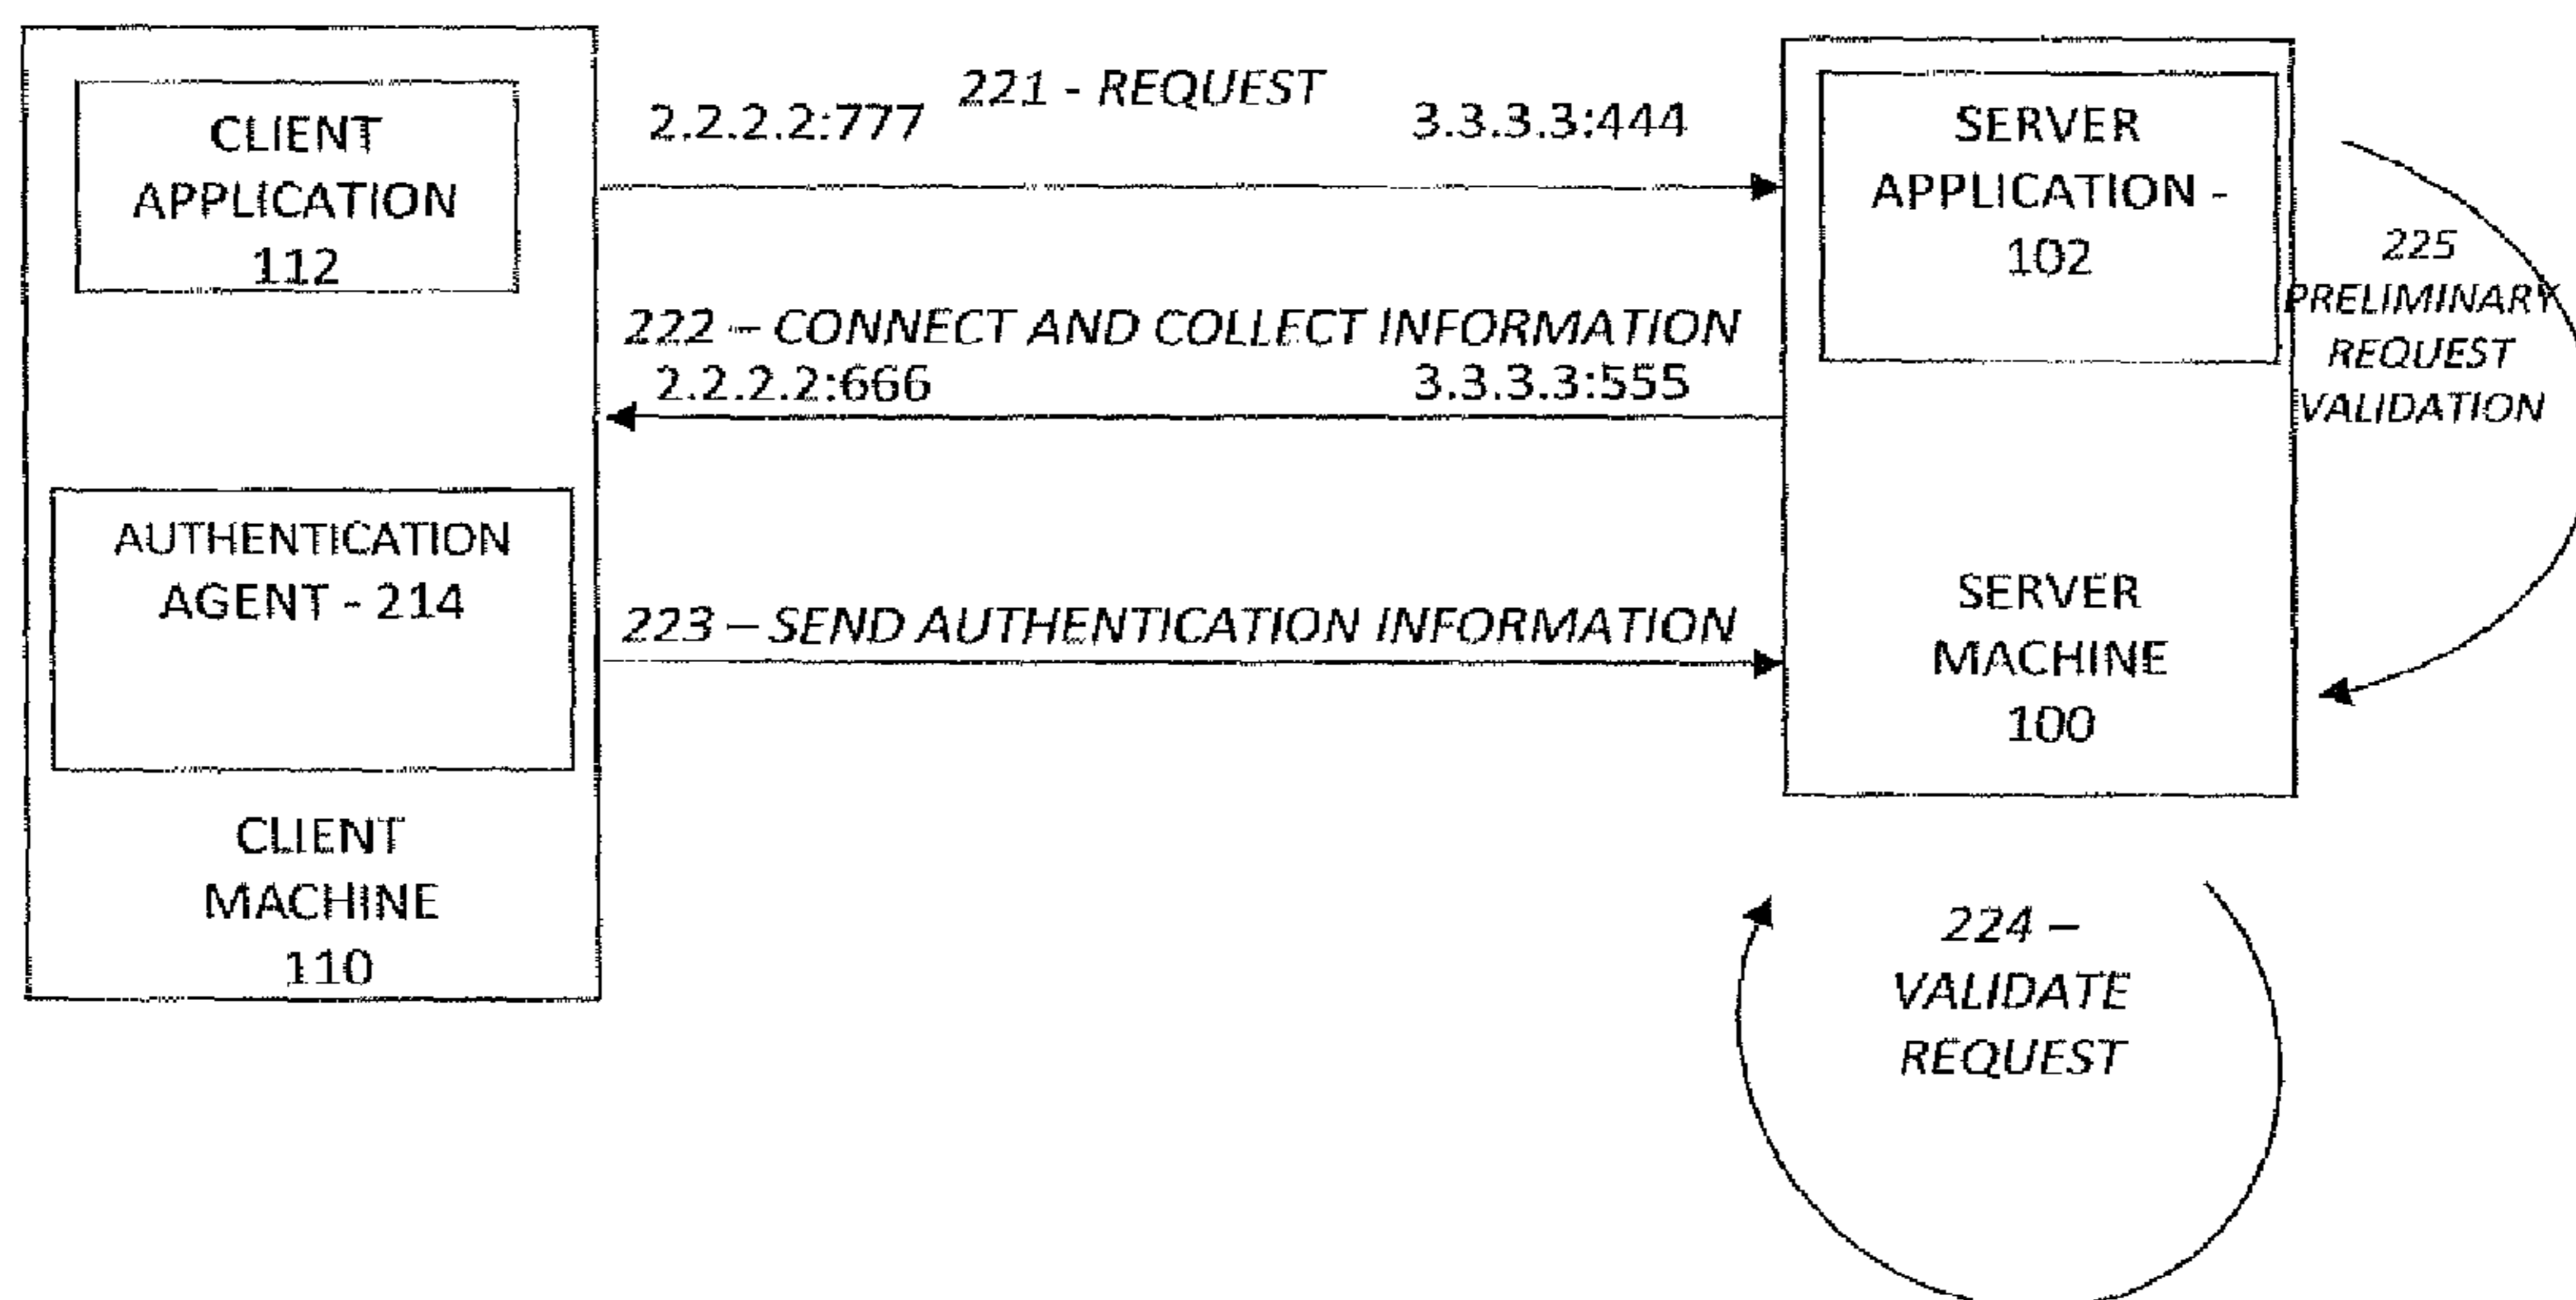 CLIENT
APPLICATION
112
AUTHENTICATION
AGENT - 214
CLIENT
MACHINE
110
221 - REQUEST
2.2.2.2:777
3.3.3.3:444
222 – CONNECT AND COLLECT INFORMATION
2.2.2.2:666
3.3.3.3:555
223 – SEND AUTHENTICATION INFORMATION
SERVER
APPLICATION -
102
SERVER
MACHINE
100
225
PRELIMINARY
REQUEST
VALIDATION
224 –
VALIDATE
REQUEST